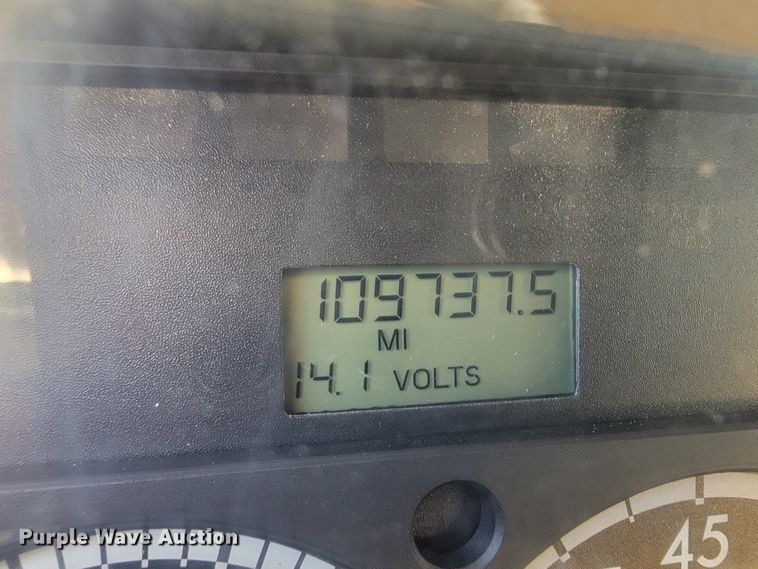 109737.5
MI
14.1 VOLTS
45
Purple Wave Auction